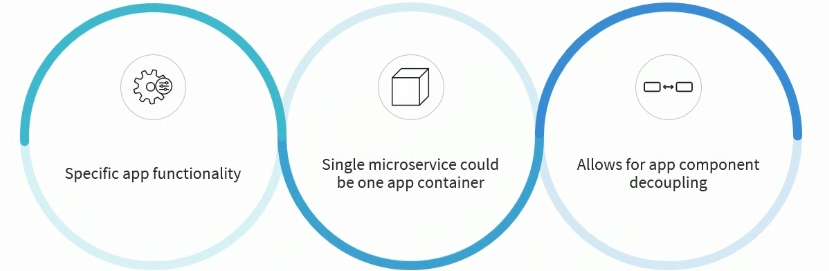 Specific app functionality
Single microservice could
be one app container
Allows for app component
decoupling